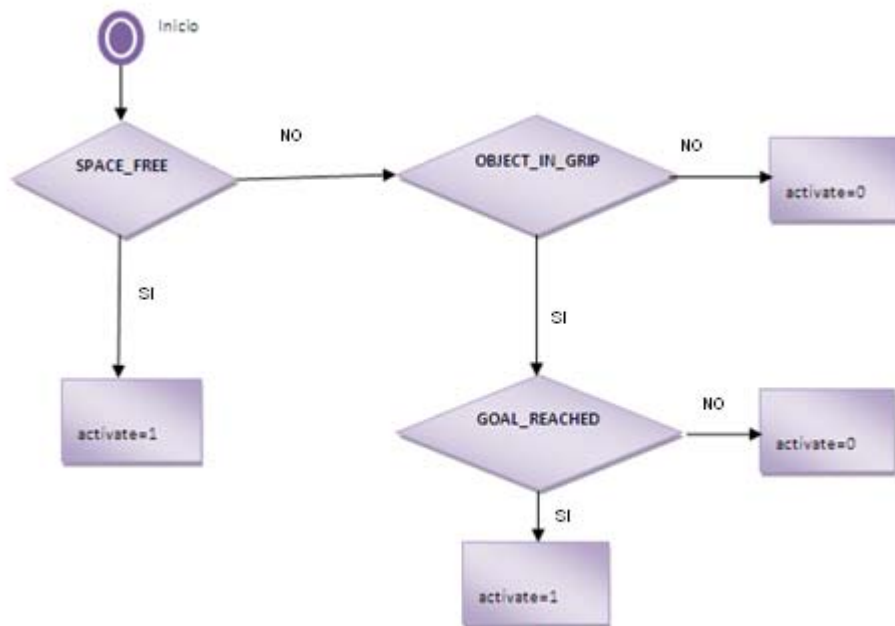 Inicio
SPACE_FREE
NO
OBJECT_IN_GRIP
NO
activate=0
SI
SI
activate=1
GOAL_REACHED
NO
activate=0
SI
activate=1